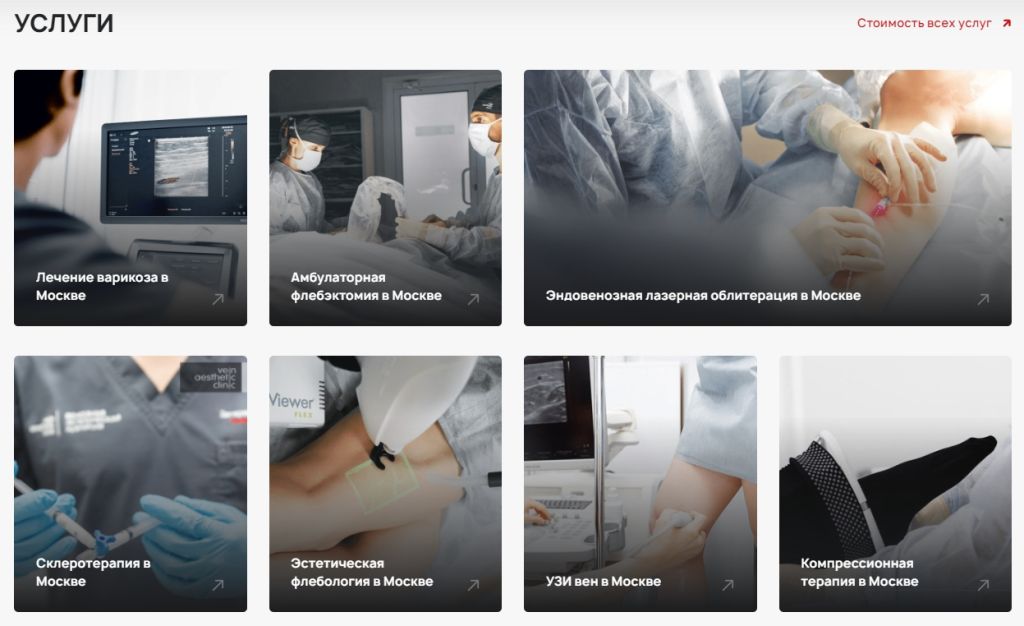 УСЛУГИ
Стоимость всех услуг
Лечение варикоза в
Москве
Амбулаторная
флебэктомия в Москве
Эндовенозная лазерная облитерация в Москве
vein
aesthetic
clinic
Склеротерапия в
Москве
Viewer
FLEX
Эстетическая
флебология в Москве
УЗИ вен в Москве
Компрессионная
терапия в Москве